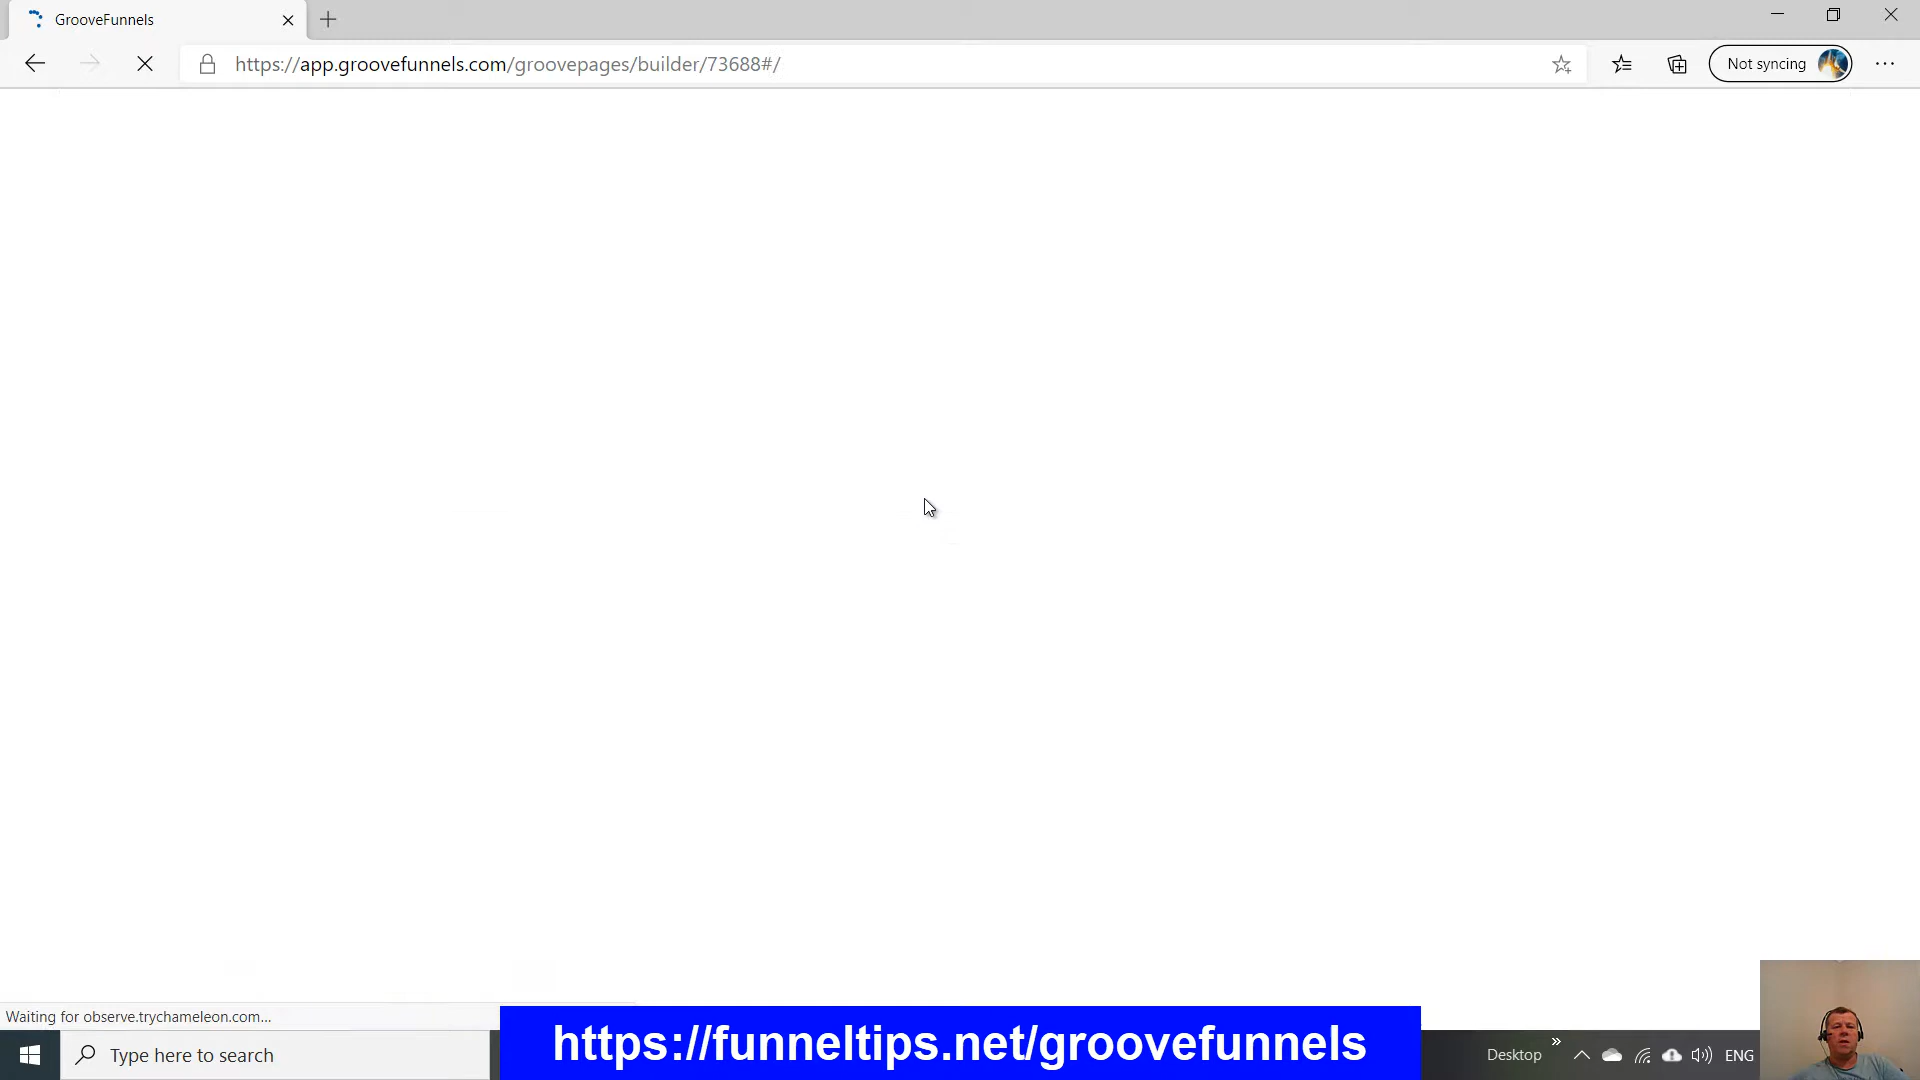 GrooveFunnels
https://app.groovefunnels.com/groovepages/builder/73688#/
Not syncing
Waiting for observe.trychameleon.com...
Type here to search
https://funneltips.net/groovefunnels
Desktop
ENG